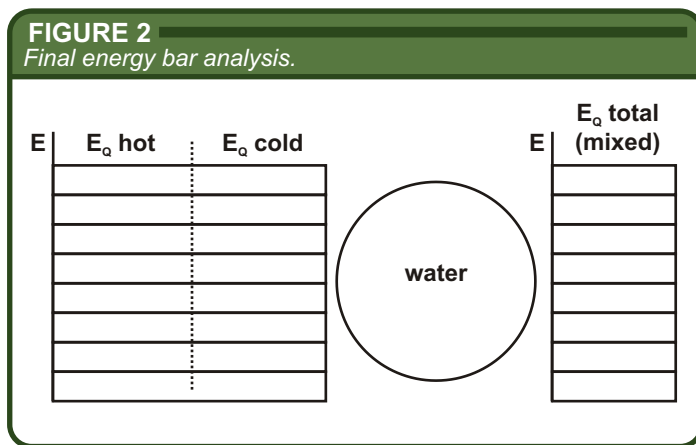 FIGURE 2
Final energy bar analysis.
E EQ hot EQ cold E EQ total
(mixed)
water